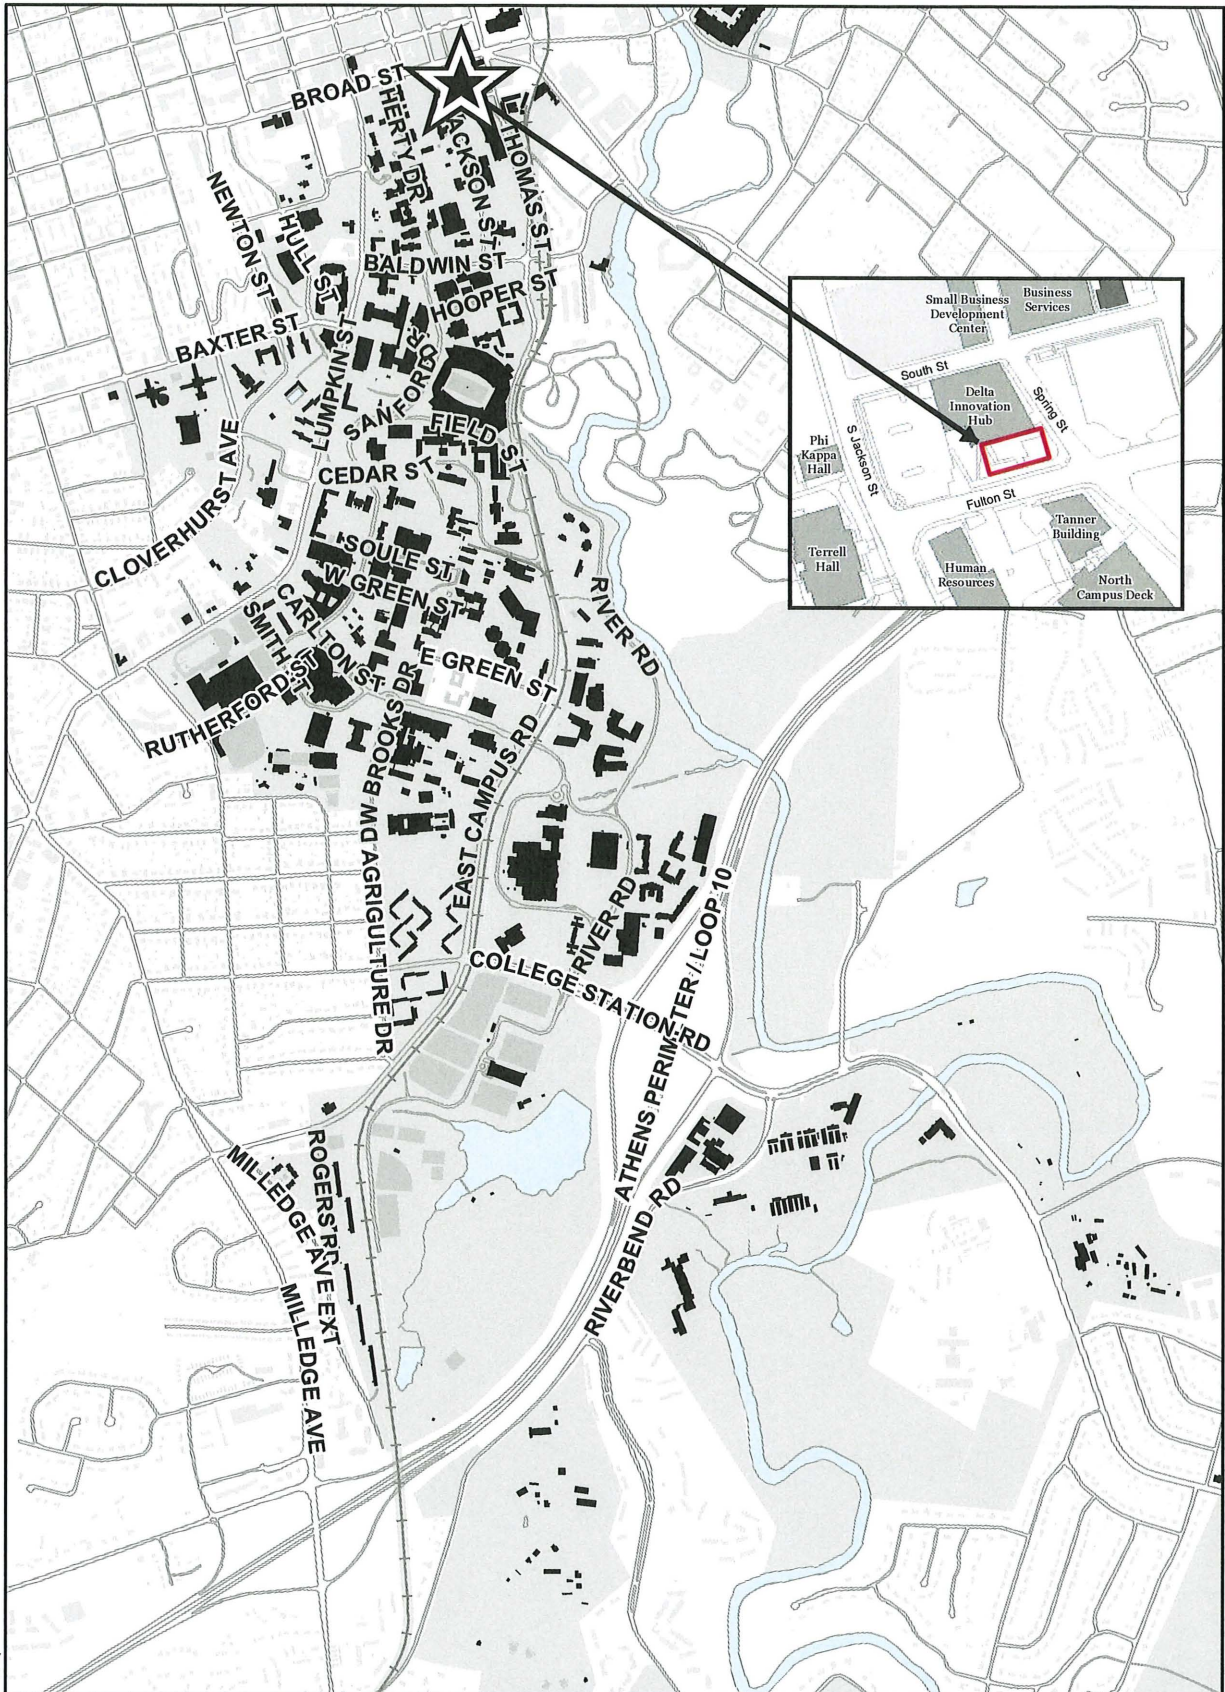 BROAD ST
HERTY DR
JACKSON ST
THOMAS ST
NEWTON ST
HULL ST
BALDWIN ST
HOOPER ST
BAXTER ST
LUMPKIN ST
SANFORD DR
FIELD ST
CEDAR ST
CLOVERHURST AVE
SOULE ST
W GREEN ST
CARLTON ST
SMITH ST
RIVER RD
E GREEN ST
RUTHERFORD ST
BROOKS DR
EAST CAMPUS RD
DW AGRIGULTURE DR
RIVER RD
COLLEGE STATION RD
ATHENS PERIMETER / LOOP 10
ROGERS RD
MILLEDGE AVE EXT
MILLEDGE AVE
RIVERBEND RD
Small Business
Development
Center
Business
Services
South St
Delta
Innovation
Hub
Spring St
Phi
Kappa
Hall
S Jackson St
Fulton St
Tanner
Building
Terrell
Hall
Human
Resources
North
Campus Deck